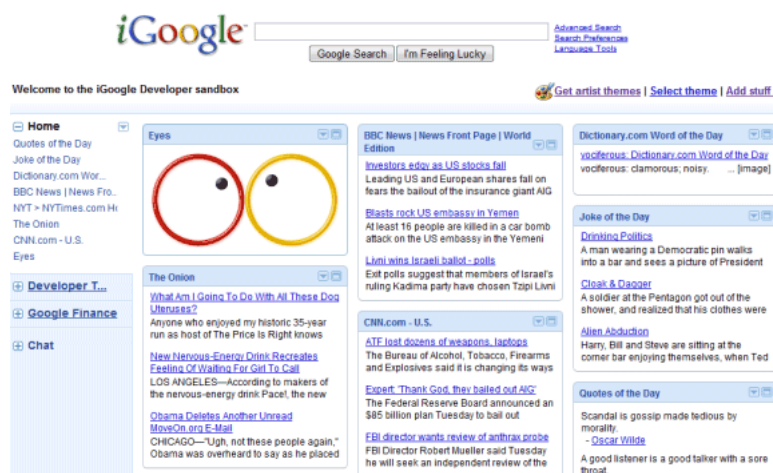 iGoogle
Advanced Search
Search Preferences
Language Tools
Google Search
I'm Feeling Lucky
Welcome to the iGoogle Developer sandbox
Get artist themes | Select theme | Add stuff
Home
Quotes of the Day
Joke of the Day
Dictionary.com Wor...
BBC News | News Fro..
NYT > NYTimes.com Ho
The Onion
CNN.com - U.S.
Eyes
Developer T...
Google Finance
Chat
Eyes
The Onion
What Am I Going To Do With All These Dog
Uteruses?
Anyone who enjoyed my historic 35-year
run as host of The Price Is Right knows
New Nervous-Energy Drink Recreates
Feeling Of Waiting For Girl To Call
LOS ANGELES—According to makers of
the nervous-energy drink Pace!, the new
Obama Deletes Another Unread
MoveOn.org E-Mail
CHICAGO—"Ugh, not these people again,"
Obama was overheard to say as he placed
BBC News | News Front Page | World
Edition
Investors edgy as US stocks fall
Leading US and European shares fall on
fears the bailout of the insurance giant AIG
Blasts rock US embassy in Yemen
At least 16 people are killed in a car bomb
attack on the US embassy in the Yemeni
Livni wins Israeli ballot - polls
Exit polls suggest that members of Israel's
ruling Kadima party have chosen Tzipi Livni
CNN.com - U.S.
ATF lost dozens of weapons, laptops
The Bureau of Alcohol, Tobacco, Firearms
and Explosives said it is changing its ways
Expert: 'Thank God, they bailed out AIG'
The Federal Reserve Board announced an
$85 billion plan Tuesday to bail out
FBI director wants review of anthrax probe
FBI Director Robert Mueller said Tuesday
he will seek an independent review of the
Dictionary.com Word of the Day
vociferous: Dictionary.com Word of the Day
vociferous: clamorous; noisy. ... [image]
Joke of the Day
Drinking Politics
A man wearing a Democratic pin walks
into a bar and sees a picture of President
Cloak & Dagger
A soldier at the Pentagon got out of the
shower, and realized that his clothes were
Alien Abduction
Harry, Bill and Steve are sitting at the
corner bar enjoying themselves, when Ted
Quotes of the Day
Scandal is gossip made tedious by
morality.
- Oscar Wilde
A good listener is a good talker with a sore
throat.